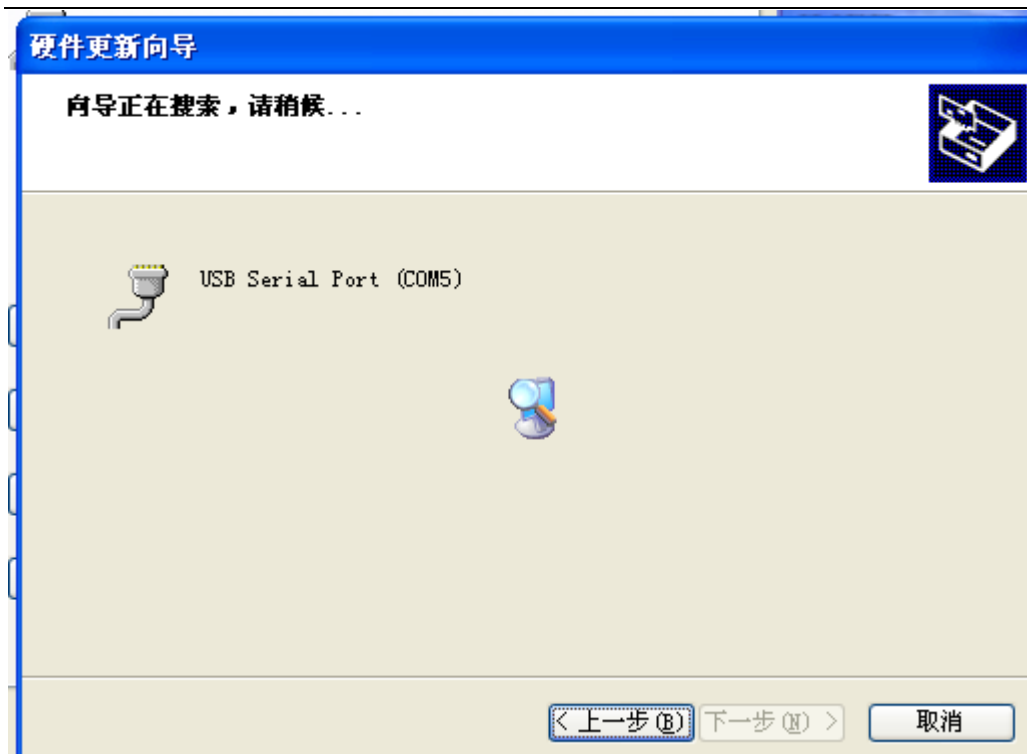 硬件更新向导
向导正在搜索，请稍候...
USB Serial Port (COM5)
< 上一步(B) 下一步(N) > 取消